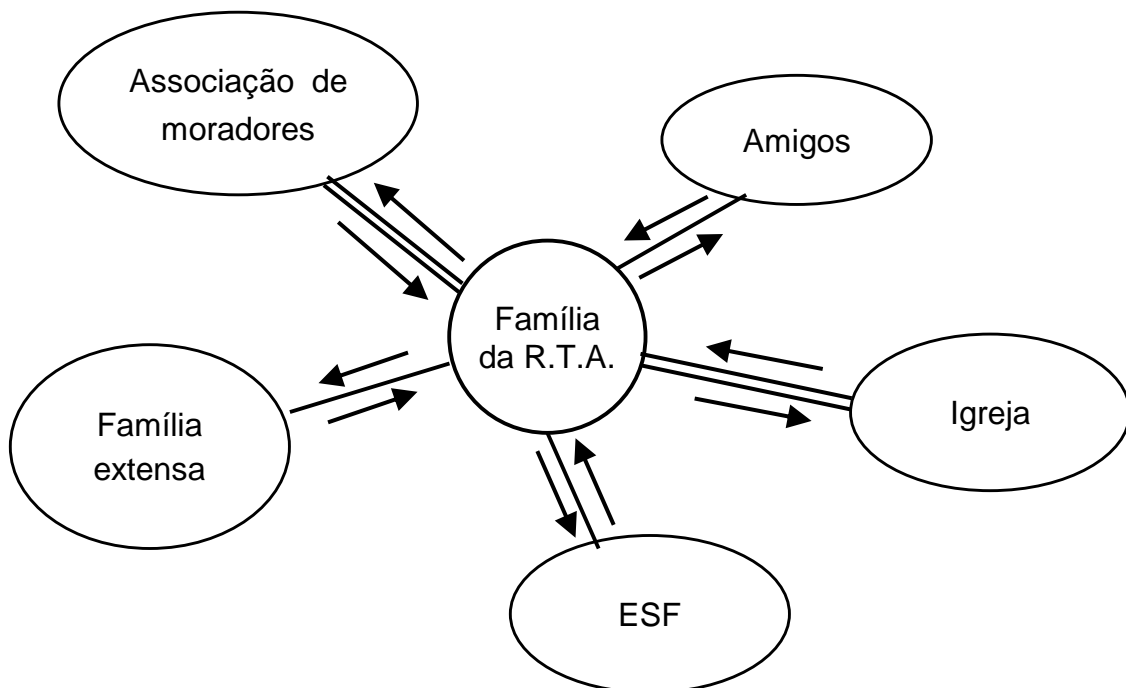 Associação de
moradores
Amigos
Família
da R.T.A.
Igreja
Família
extensa
ESF